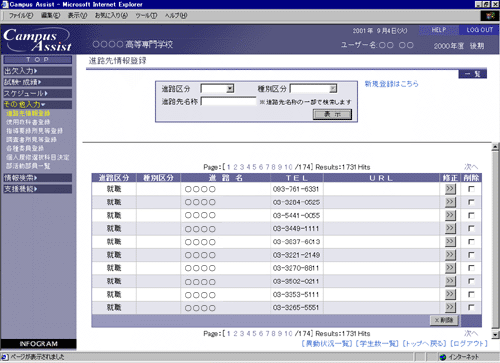 Campus Assist - Microsoft Internet Explorer
ファイル(F) 編集(E) 表示(V) お気に入り(A) ツール(T) ヘルプ(H)
Campus Assist
2001年 9月4日(火) HELP LOG OUT
○○○○高等専門学校 ユーザー名:○○ ○○ 2000年度 後期
TOP
出欠入力
試験・成績
スケジュール
その他入力
進路先情報登録
使用教科書登録
指導要録所見等登録
調査書所見等登録
各種委員登録
個人履修選択科目決定
部活動部員一覧
情報検索
支援機能
進路先情報登録
一覧
進路区分 種別区分
進路先名称 ※進路先名称の一部で検索します
表示
新規登録はこちら
Page:[ 1 2 3 4 5 6 7 8 9 10 /174] Results:1731Hits 次へ
進路区分 種別区分 進路名 TEL URL 修正 削除
就職 ○○○○ 093-761-6331 >>
就職 ○○○○ 03-3284-0525 >>
就職 ○○○○ 03-5441-0055 >>
就職 ○○○○ 03-3449-1111 >>
就職 ○○○○ 03-3837-6013 >>
就職 ○○○○ 03-3221-2149 >>
就職 ○○○○ 03-3270-8811 >>
就職 ○○○○ 03-3502-0211 >>
就職 ○○○○ 03-3353-5111 >>
就職 ○○○○ 03-3265-5551 >>
×削除
Page:[ 1 2 3 4 5 6 7 8 9 10 /174] Results:1731Hits 次へ
[異動状況一覧] [学生数一覧] [トップへ戻る] [ログアウト]
INFOGRAM
ページが表示されました インターネット